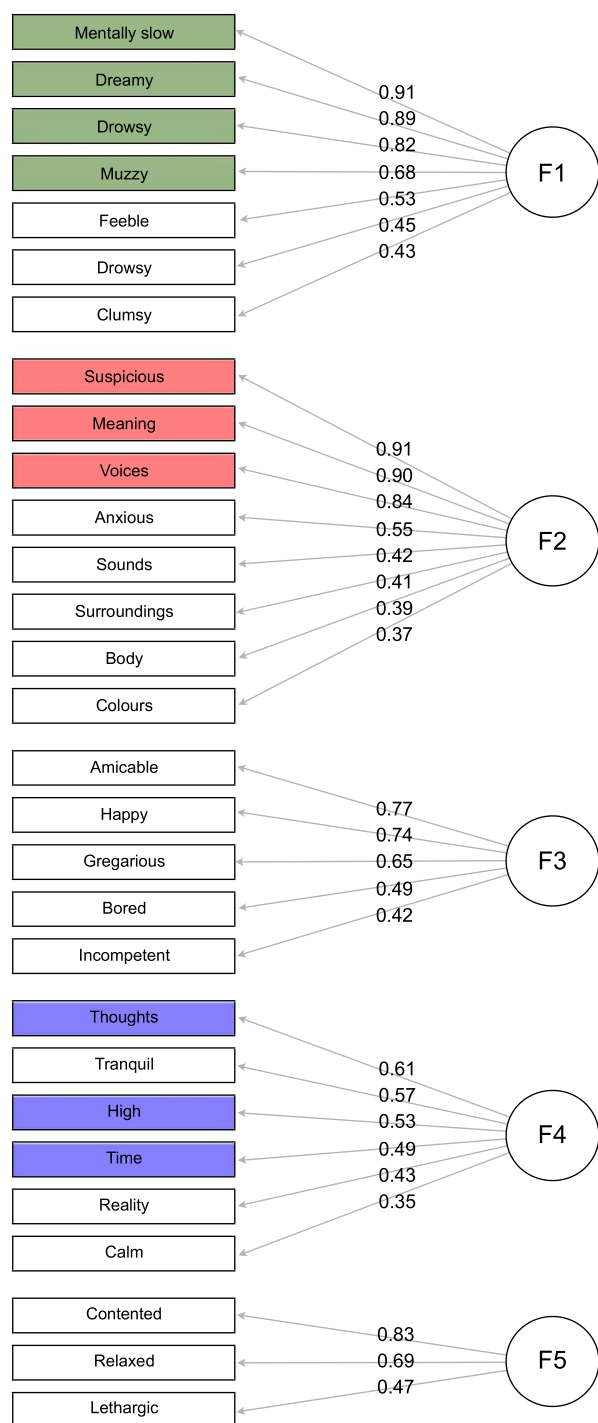 Mentally slow
Dreamy
Drowsy
Muzzy
Feeble
Drowsy
Clumsy
0.91
0.89
0.82
0.68
0.53
0.45
0.43
F1
Suspicious
Meaning
Voices
Anxious
Sounds
Surroundings
Body
Colours
0.91
0.90
0.84
0.55
0.42
0.41
0.39
0.37
F2
Amicable
Happy
Gregarious
Bored
Incompetent
0.77
0.74
0.65
0.49
0.42
F3
Thoughts
Tranquil
High
Time
Reality
Calm
0.61
0.57
0.53
0.49
0.43
0.35
F4
Contented
Relaxed
Lethargic
0.83
0.69
0.47
F5